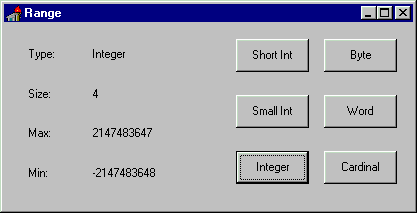 Range
Type: Integer
Short Int Byte
Size: 4
Max: 2147483647
Small Int Word
Min: -2147483648
Integer Cardinal